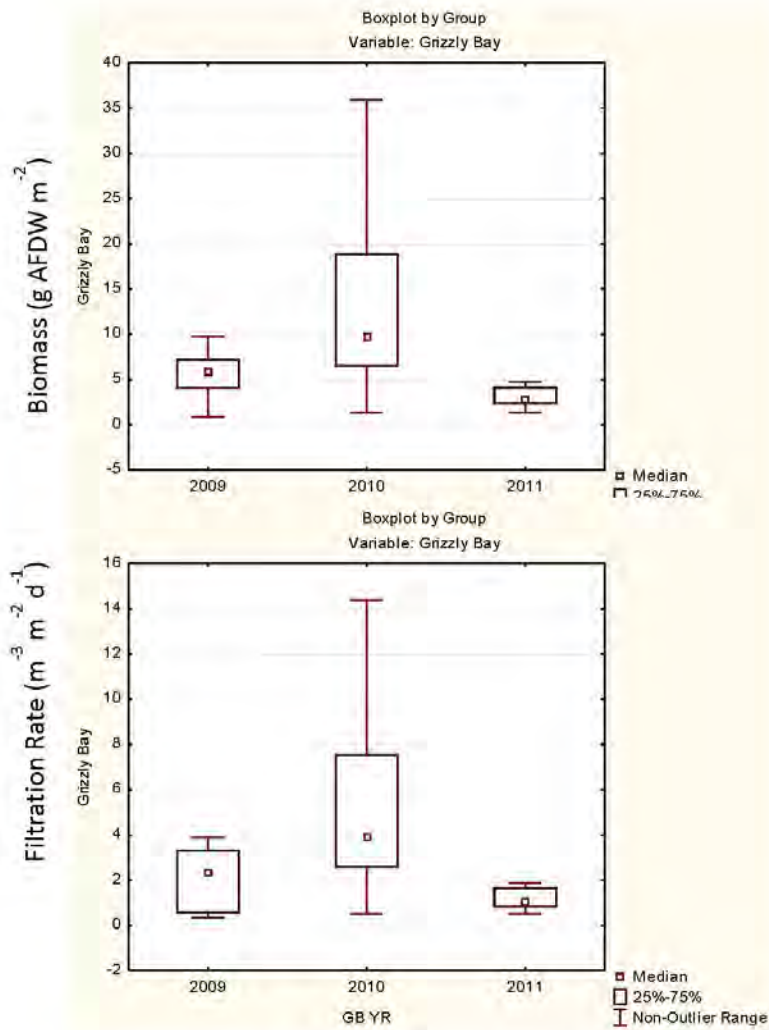 Boxplot by Group
Variable: Grizzly Bay
Biomass (g AFDW m⁻²)
Grizzly Bay
40
35
30
25
20
15
10
5
0
-5
2009 2010 2011
Median
25%-75%
Boxplot by Group
Variable: Grizzly Bay
Filtration Rate (m⁻³ m⁻² d⁻¹)
Grizzly Bay
16
14
12
10
8
6
4
2
0
-2
2009 2010 2011
GB YR
Median
25%-75%
Non-Outlier Range